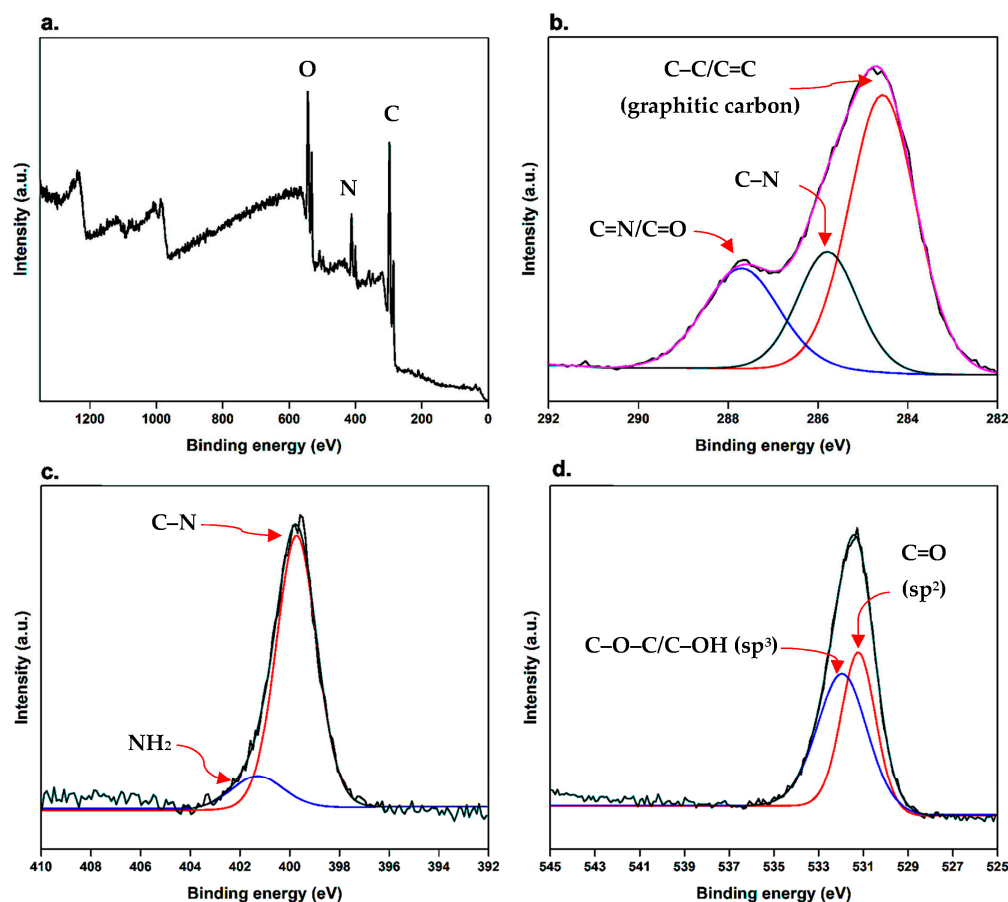 a.
O
C
N
Intensity (a.u.)
1200 1000 800 600 400 200 0
Binding energy (eV)
b.
C–C/C=C
(graphitic carbon)
C–N
C=N/C=O
Intensity (a.u.)
292 290 288 286 284 282
Binding energy (eV)
c.
C–N
NH₂
Intensity (a.u.)
410 408 406 404 402 400 398 396 394 392
Binding energy (eV)
d.
C=O
(sp²)
C–O–C/C–OH (sp³)
Intensity (a.u.)
545 543 541 539 537 535 533 531 529 527 525
Binding energy (eV)